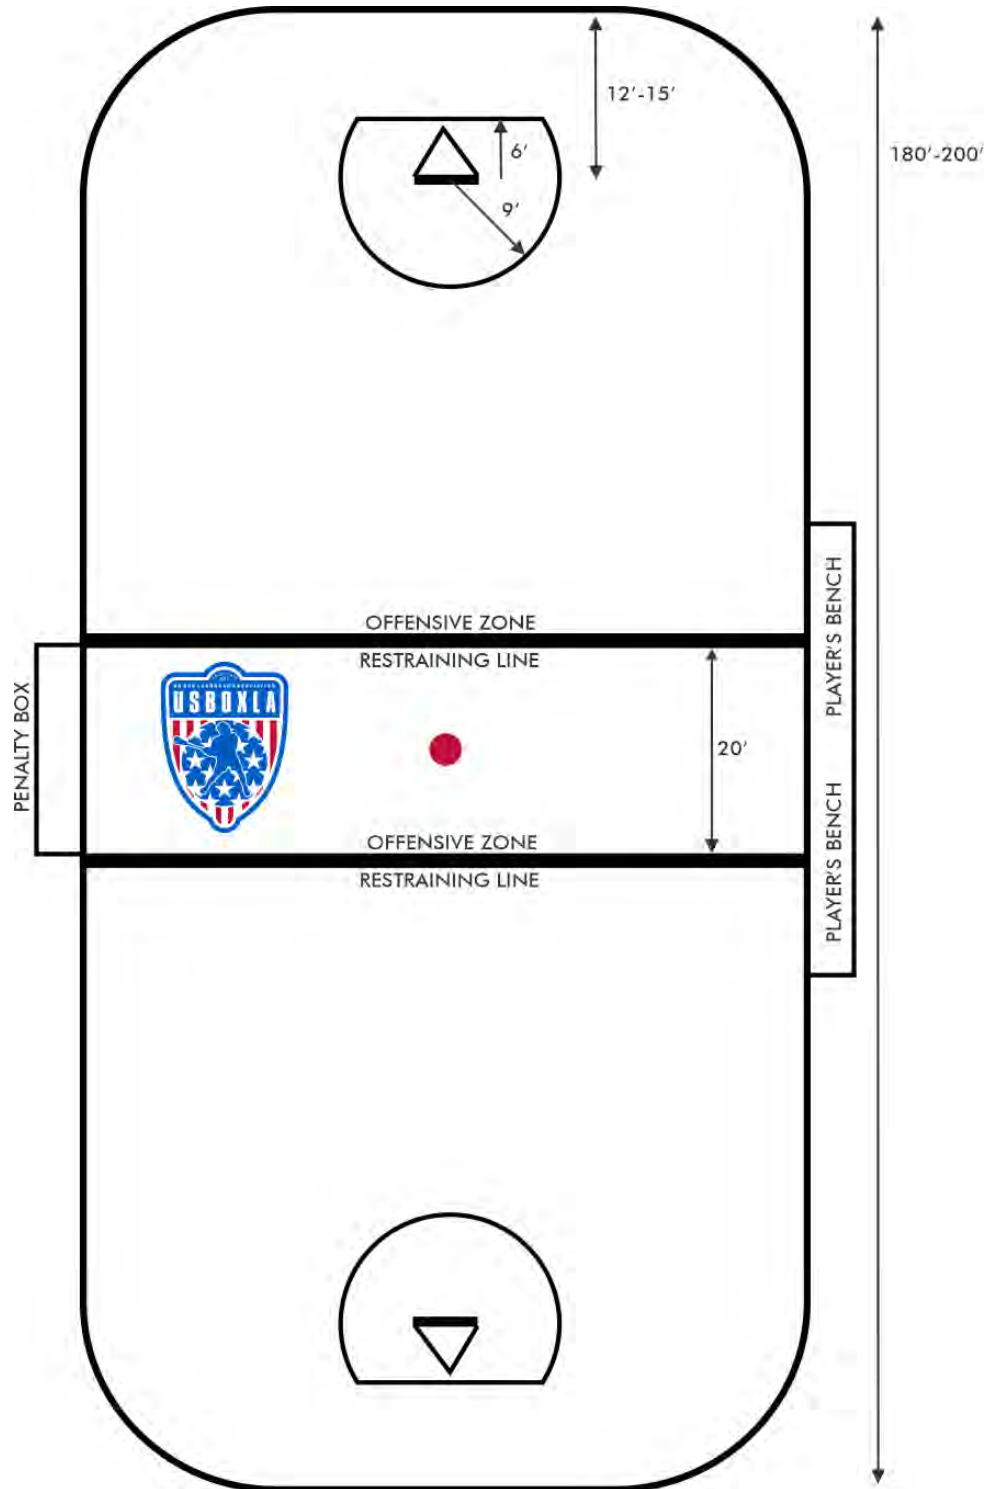 12'-15'
180'-200'
6'
9'
OFFENSIVE ZONE
RESTRAINING LINE
PENALTY BOX
USBOXLA
20'
PLAYER'S BENCH
PLAYER'S BENCH
OFFENSIVE ZONE
RESTRAINING LINE